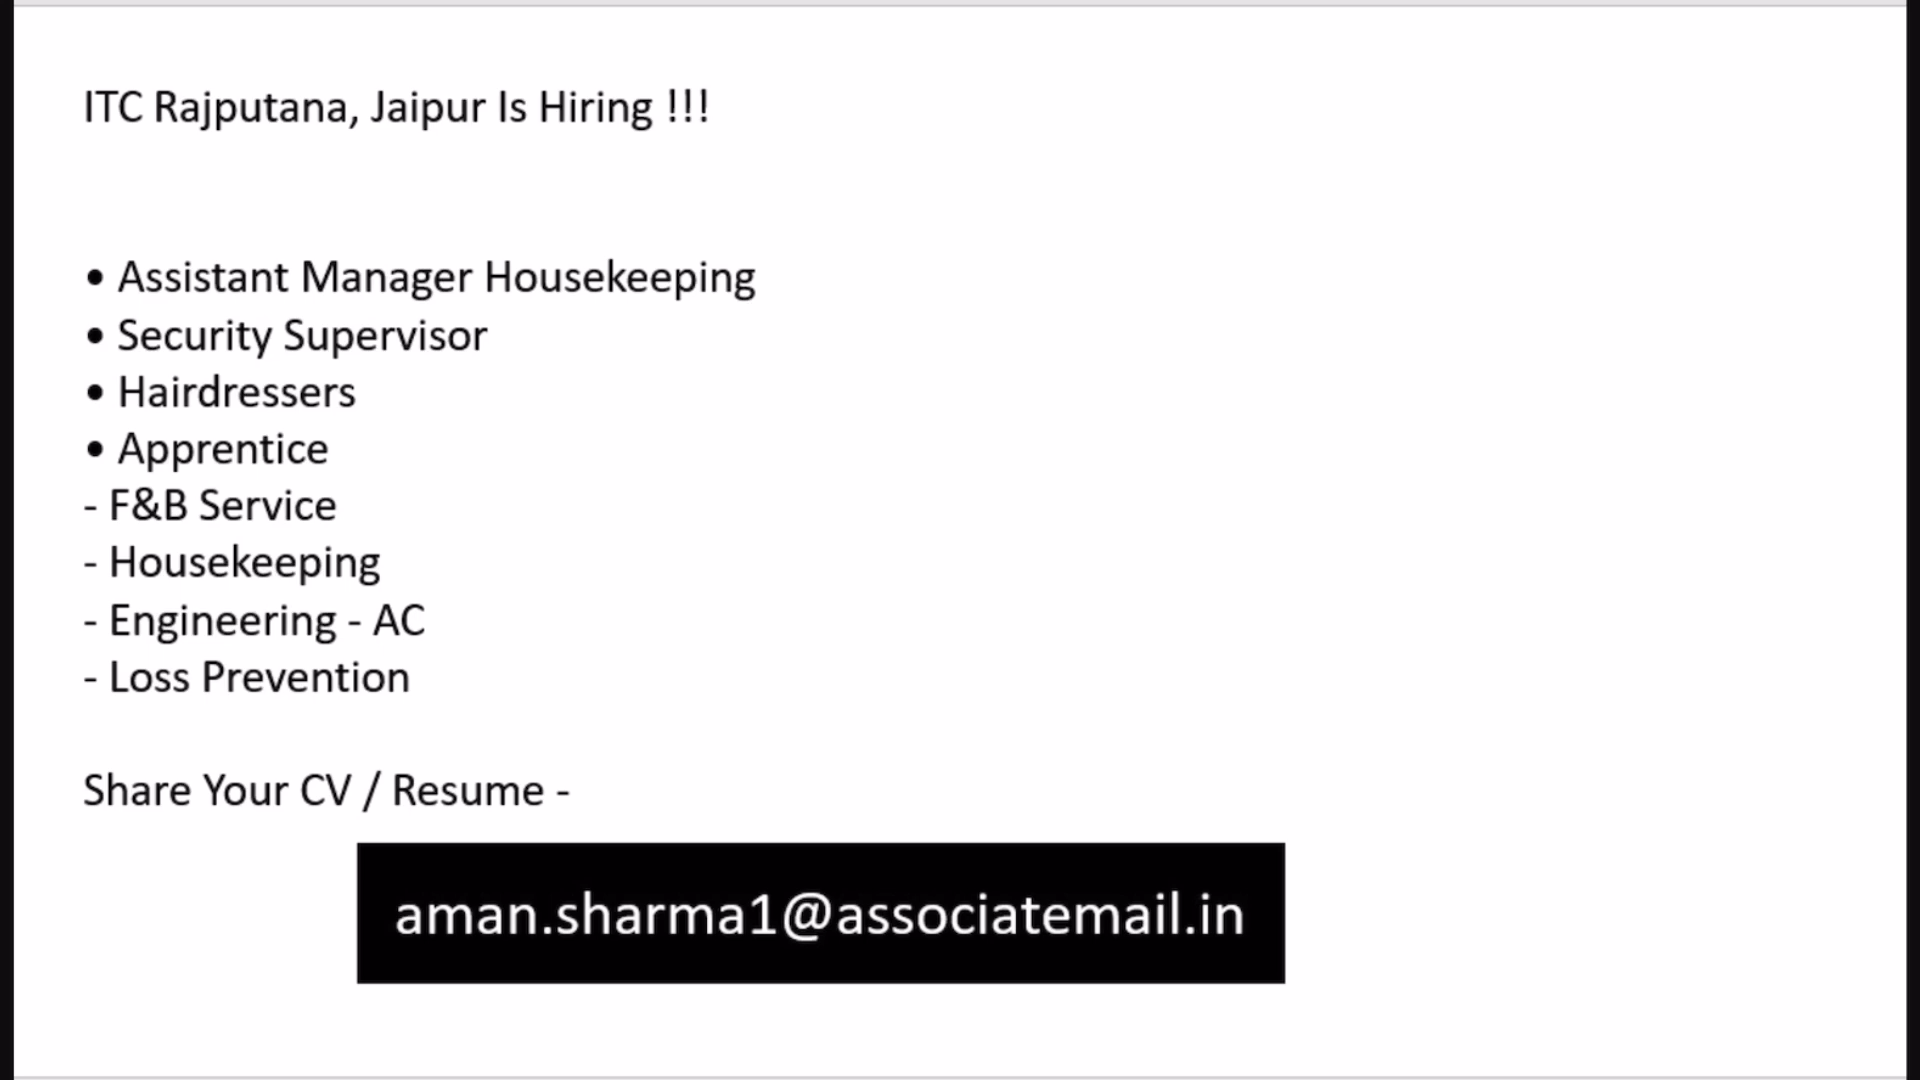 ITC Rajputana, Jaipur Is Hiring !!!
• Assistant Manager Housekeeping
• Security Supervisor
• Hairdressers
• Apprentice
- F&B Service
- Housekeeping
- Engineering - AC
- Loss Prevention
Share Your CV / Resume -
aman.sharma1@associatemail.in